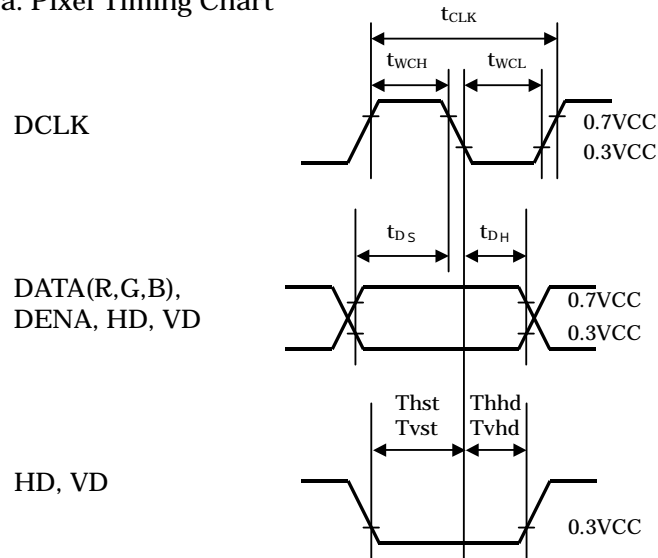 a. Pixel Timing Chart
tCLK
tWCH tWCL
DCLK
0.7VCC
0.3VCC
tDS tDH
DATA(R,G,B),
DENA, HD, VD
0.7VCC
0.3VCC
Thst Thhd
Tvst Tvhd
HD, VD
0.3VCC